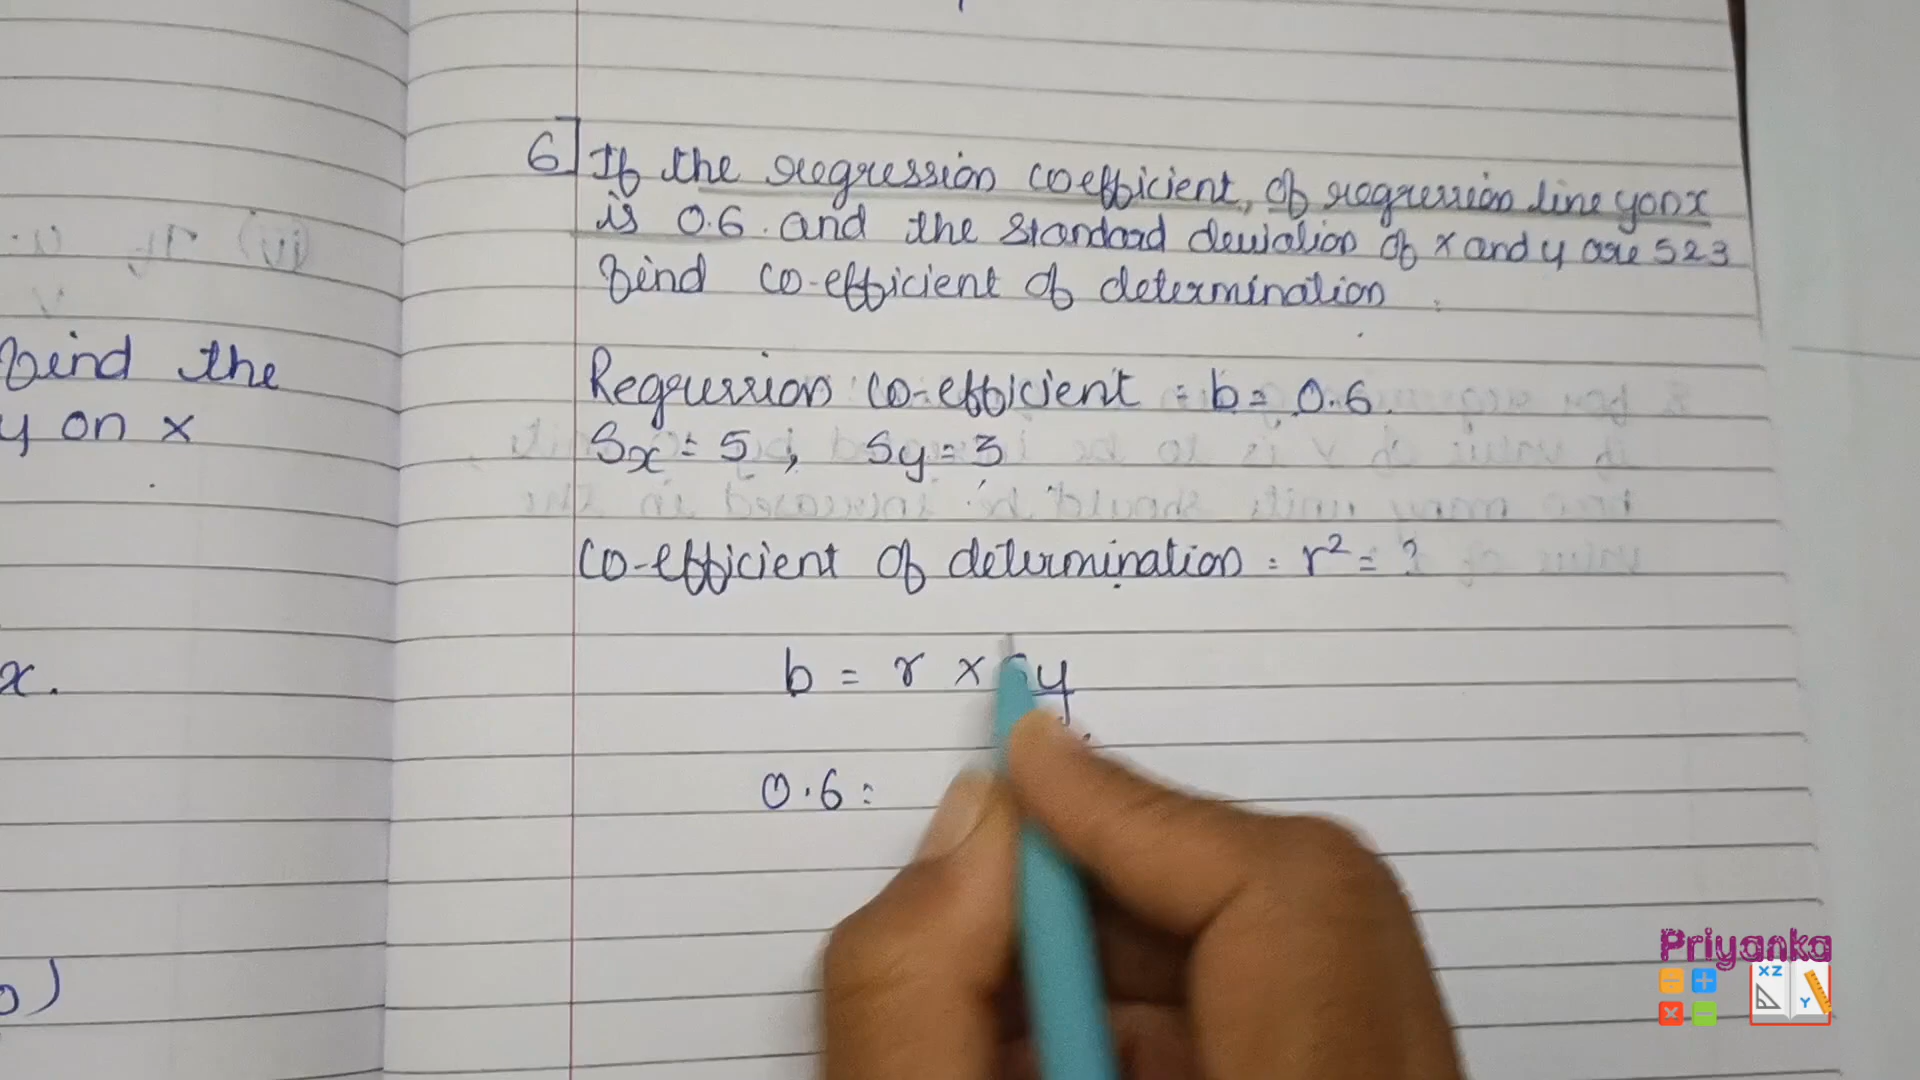 6] If the regression coefficient, of regression line y on x
is 0.6. and the standard deviation of x and y are 5 2 3
find co-efficient of determination.
Regression co-efficient = b = 0.6.
Sx = 5 ; Sy = 3
co-efficient of determination = r² = ?
b = r × Sy
0.6 =
find the
y on x
x.
Priyanka